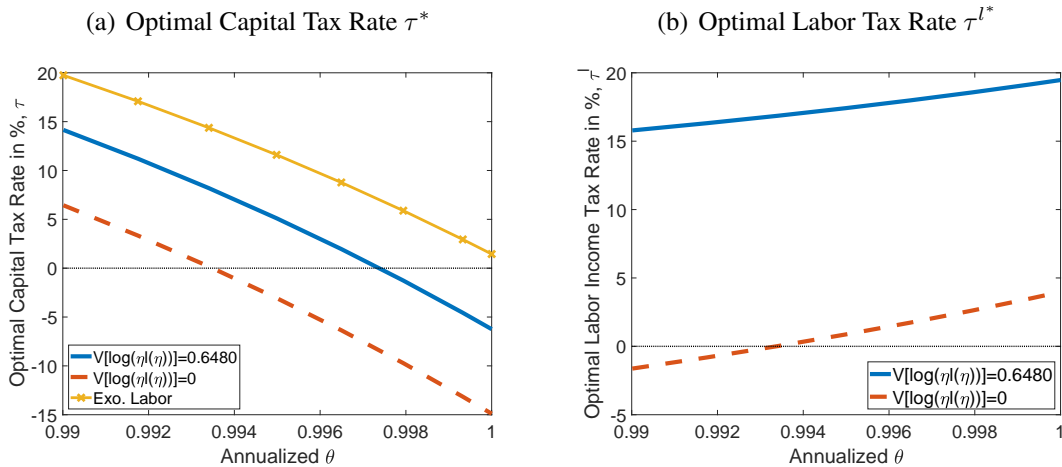 (a) Optimal Capital Tax Rate τ*
Optimal Capital Tax Rate in %, τ
20
15
10
5
0
-5
-10
-15
V[log(ηl(η))]=0.6480
V[log(ηl(η))]=0
Exo. Labor
0.99 0.992 0.994 0.996 0.998 1
Annualized θ
(b) Optimal Labor Tax Rate τ^{l*}
Optimal Labor Income Tax Rate in %, τ^l
20
15
10
5
0
-5
V[log(ηl(η))]=0.6480
V[log(ηl(η))]=0
0.99 0.992 0.994 0.996 0.998 1
Annualized θ